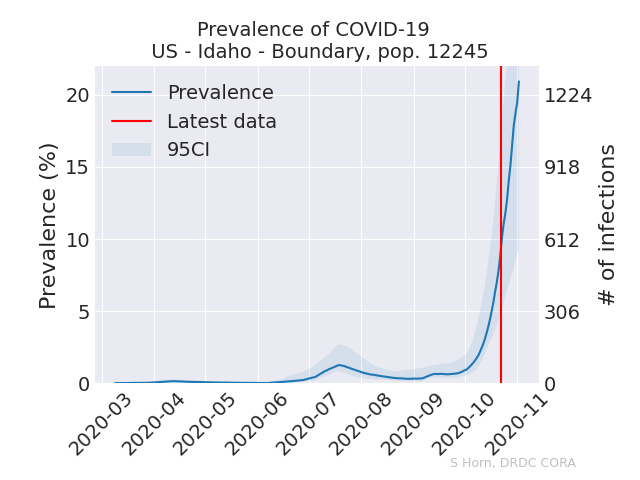 Prevalence of COVID-19
US - Idaho - Boundary, pop. 12245
Prevalence
Latest data
95CI
Prevalence (%)
20
15
10
5
0
1224
918
612
306
0
# of infections
2020-03
2020-04
2020-05
2020-06
2020-07
2020-08
2020-09
2020-10
2020-11
S Horn, DRDC CORA